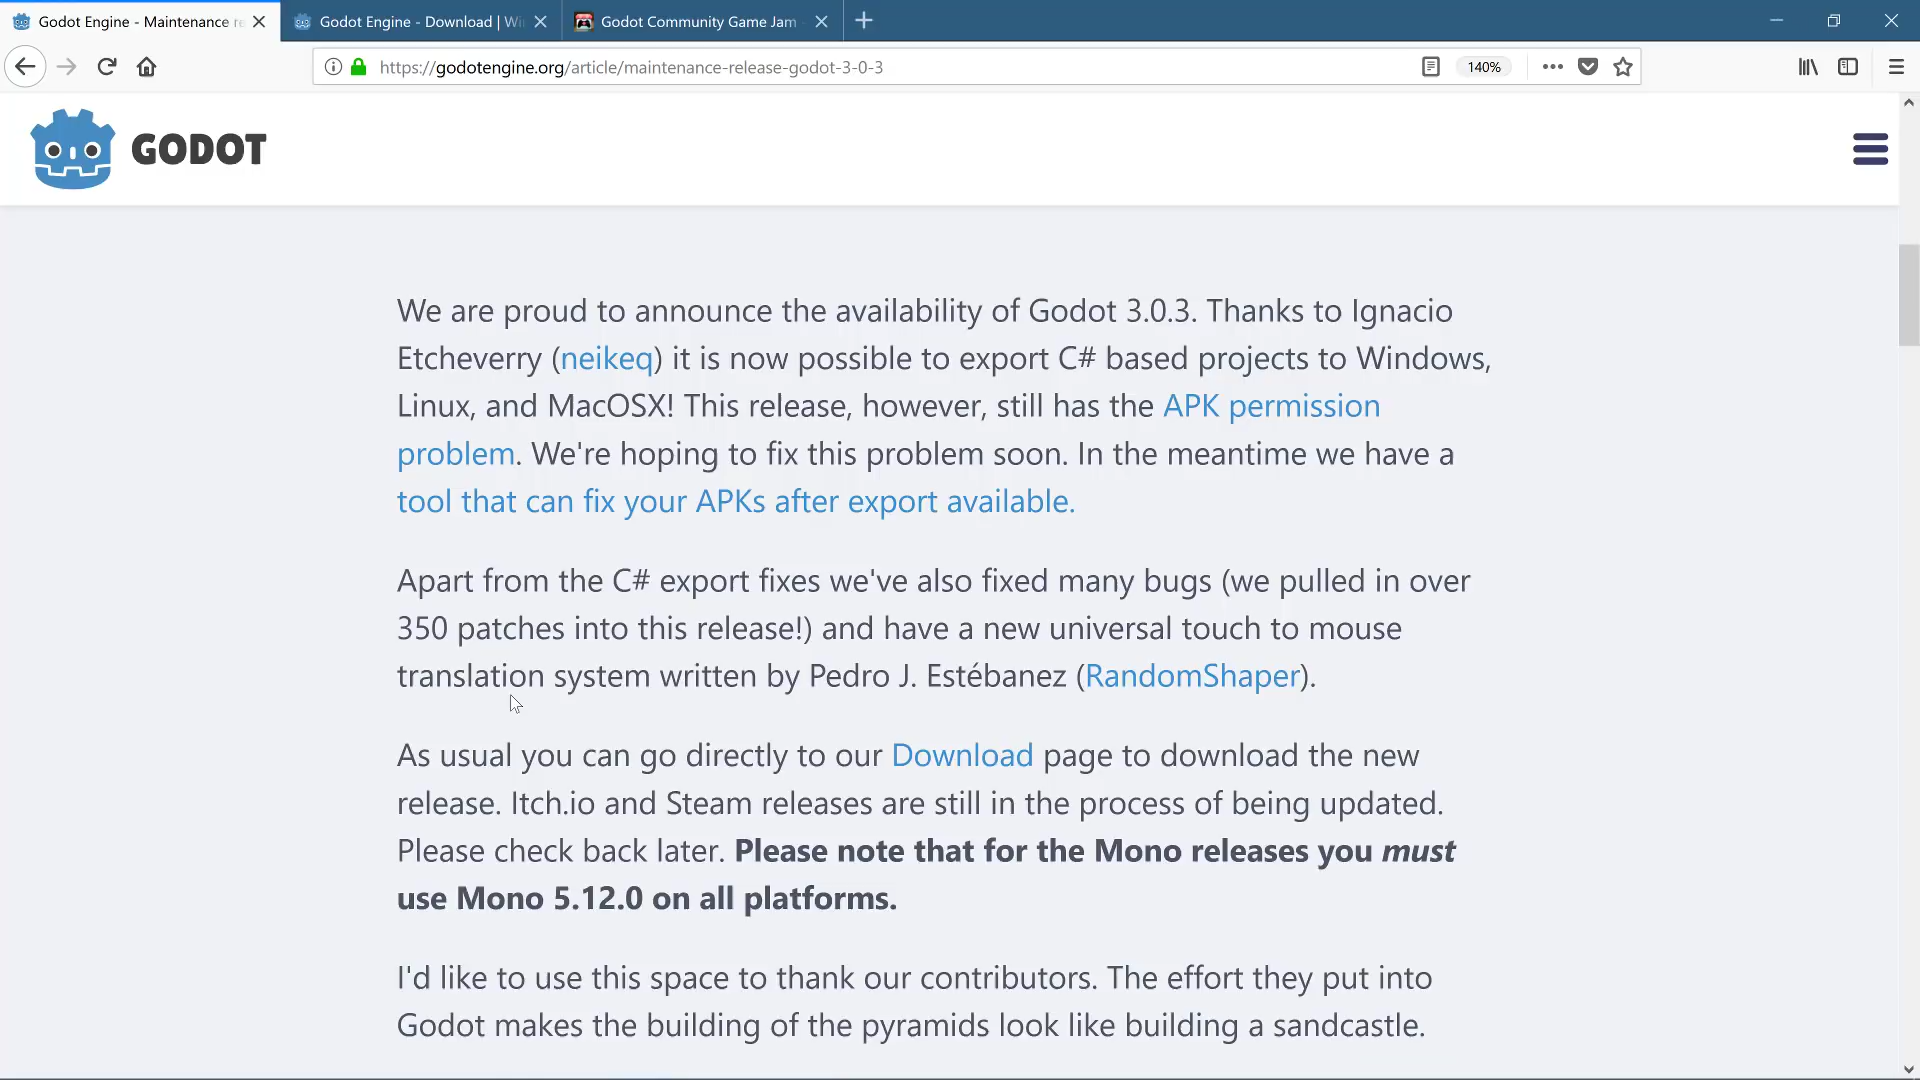 Godot Engine - Maintenance re
Godot Engine - Download | Wi
Godot Community Game Jam
https://godotengine.org/article/maintenance-release-godot-3-0-3
140%
GODOT
We are proud to announce the availability of Godot 3.0.3. Thanks to Ignacio
Etcheverry (neikeq) it is now possible to export C# based projects to Windows,
Linux, and MacOSX! This release, however, still has the APK permission
problem. We're hoping to fix this problem soon. In the meantime we have a
tool that can fix your APKs after export available.
Apart from the C# export fixes we've also fixed many bugs (we pulled in over
350 patches into this release!) and have a new universal touch to mouse
translation system written by Pedro J. Estébanez (RandomShaper).
As usual you can go directly to our Download page to download the new
release. Itch.io and Steam releases are still in the process of being updated.
Please check back later. Please note that for the Mono releases you must
use Mono 5.12.0 on all platforms.
I'd like to use this space to thank our contributors. The effort they put into
Godot makes the building of the pyramids look like building a sandcastle.